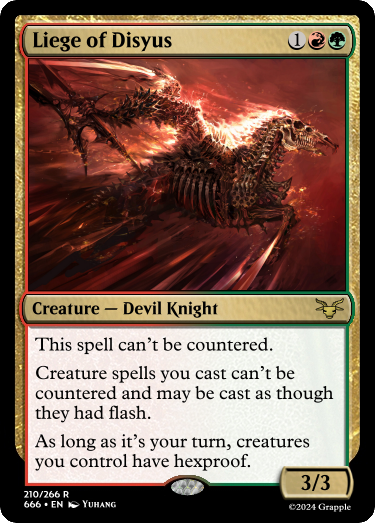 Liege of Disyus 1
Creature — Devil Knight
This spell can't be countered.
Creature spells you cast can't be
countered and may be cast as though
they had flash.
As long as it's your turn, creatures
you control have hexproof.
3/3
210/266 R
666 • EN Yuhang
©2024 Grapple